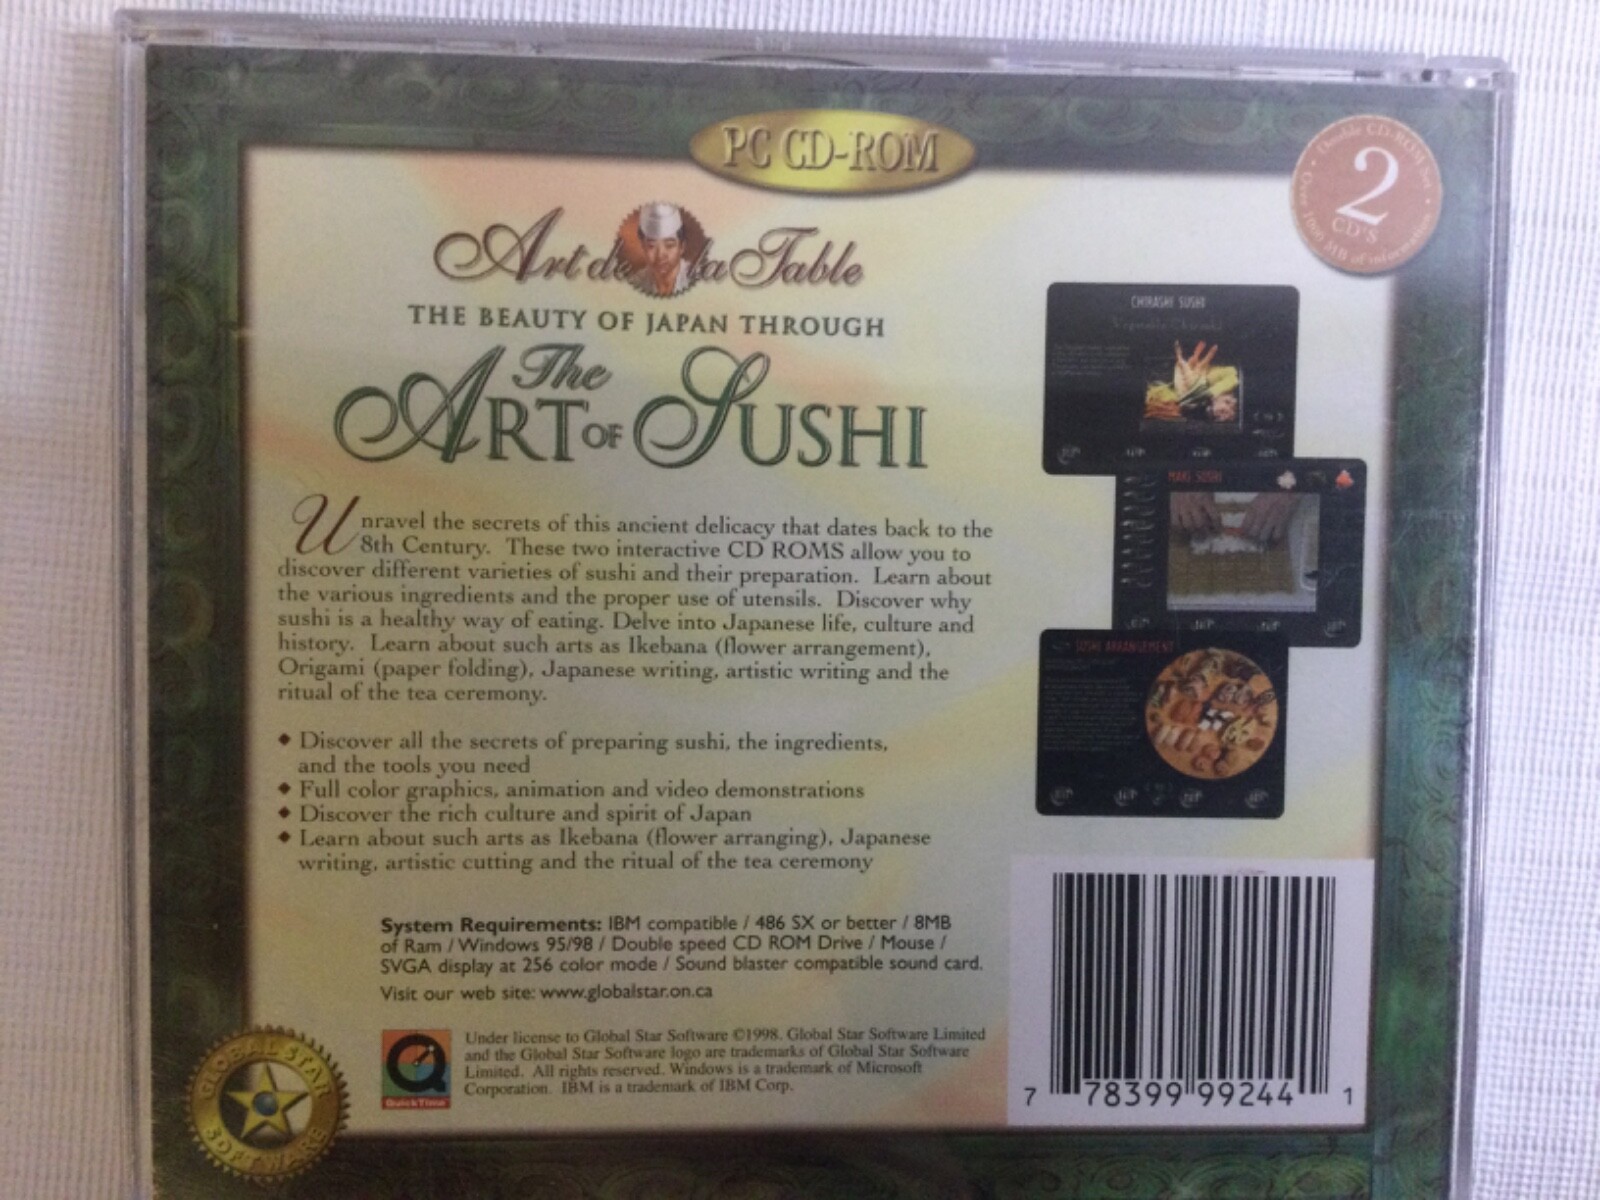 PC CD-ROM
Double CD-ROM Set
2
CD'S
Over 1000 MB of information
Art de la Table
THE BEAUTY OF JAPAN THROUGH
The
ART OF SUSHI
CHIRASHI SUSHI
Vegetable Chirashi
MAKI SUSHI
SUSHI ARRANGEMENT
Unravel the secrets of this ancient delicacy that dates back to the
8th Century. These two interactive CD ROMS allow you to
discover different varieties of sushi and their preparation. Learn about
the various ingredients and the proper use of utensils. Discover why
sushi is a healthy way of eating. Delve into Japanese life, culture and
history. Learn about such arts as Ikebana (flower arrangement),
Origami (paper folding), Japanese writing, artistic writing and the
ritual of the tea ceremony.
◆ Discover all the secrets of preparing sushi, the ingredients,
and the tools you need
◆ Full color graphics, animation and video demonstrations
◆ Discover the rich culture and spirit of Japan
◆ Learn about such arts as Ikebana (flower arranging), Japanese
writing, artistic cutting and the ritual of the tea ceremony
System Requirements: IBM compatible / 486 SX or better / 8MB
of Ram / Windows 95/98 / Double speed CD ROM Drive / Mouse /
SVGA display at 256 color mode / Sound blaster compatible sound card.
Visit our web site: www.globalstar.on.ca
Under license to Global Star Software ©1998. Global Star Software Limited
and the Global Star Software logo are trademarks of Global Star Software
Limited. All rights reserved. Windows is a trademark of Microsoft
Corporation. IBM is a trademark of IBM Corp.
QuickTime
GLOBAL STAR
SOFTWARE
7 78399 99244 1